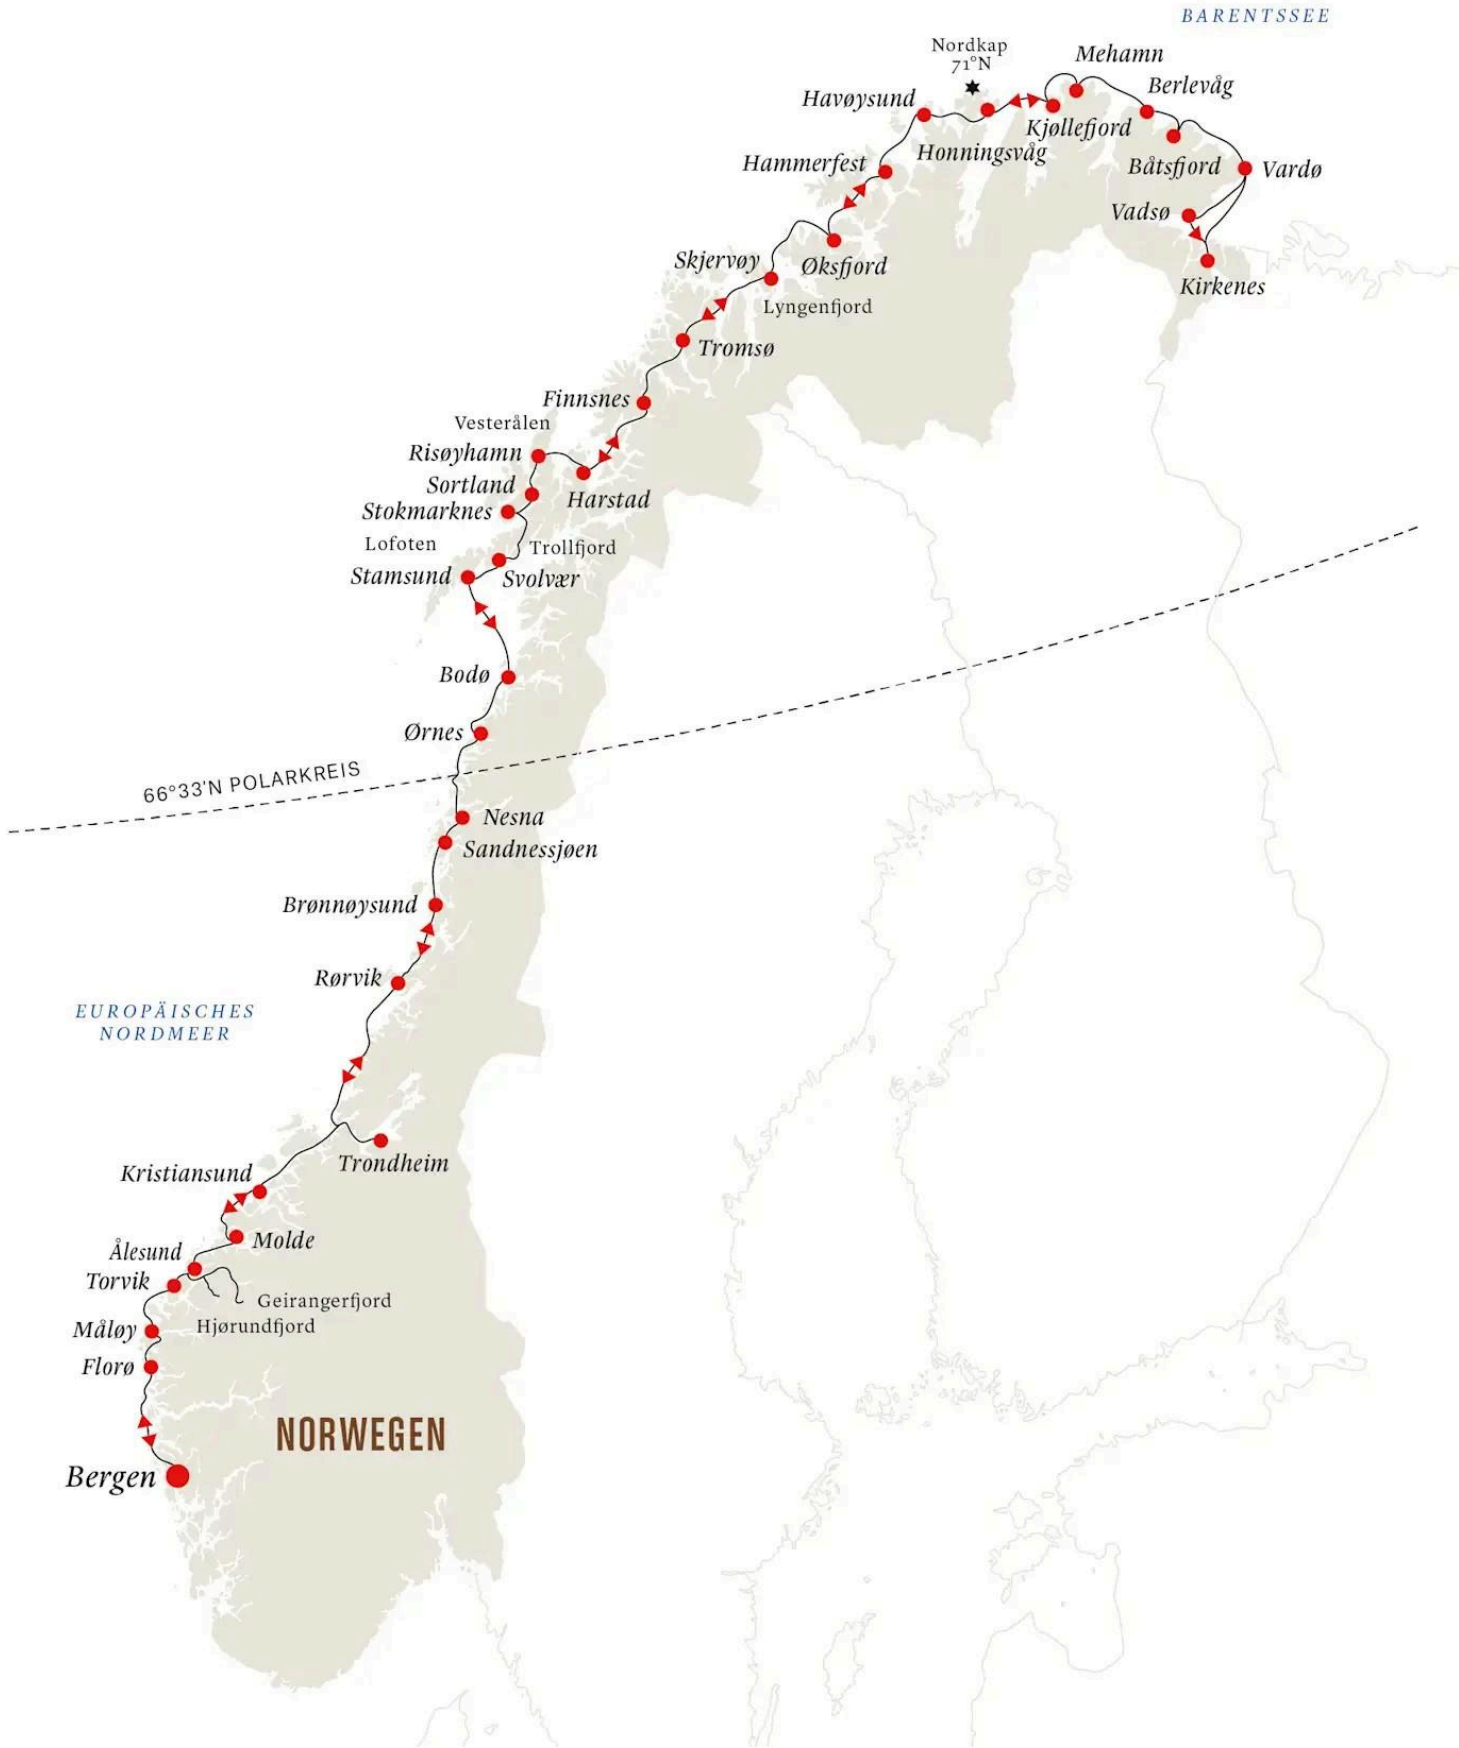 BARENTSSEE
Nordkap
71°N
Mehamn
Berlevåg
Havøysund
Kjøllefjord
Honningsvåg
Hammerfest
Båtsfjord
Vardø
Vadsø
Skjervøy
Øksfjord
Kirkenes
Lyngenfjord
Tromsø
Finnsnes
Vesterålen
Risøyhamn
Sortland
Harstad
Stokmarknes
Lofoten
Trollfjord
Stamsund
Svolvær
Bodø
Ørnes
66°33'N POLARKREIS
Nesna
Sandnessjøen
Brønnøysund
Rørvik
EUROPÄISCHES
NORDMEER
Trondheim
Kristiansund
Molde
Ålesund
Torvik
Geirangerfjord
Hjørundfjord
Måløy
Florø
NORWEGEN
Bergen